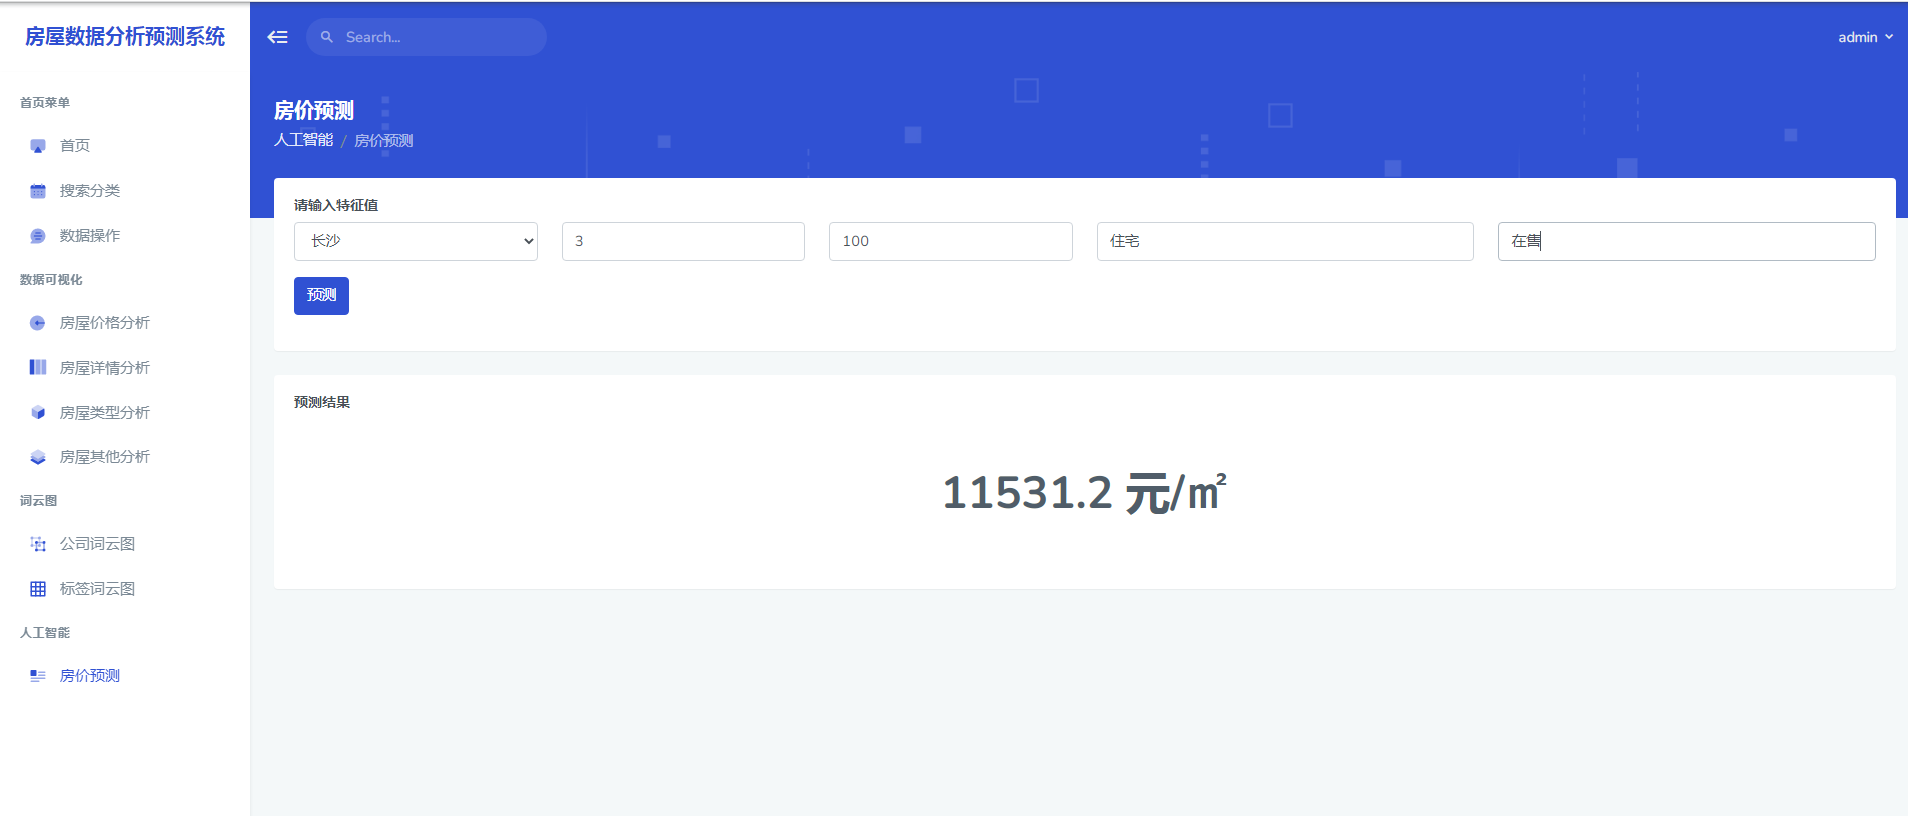 房屋数据分析预测系统
Search...
admin
首页菜单
首页
搜索分类
数据操作
数据可视化
房屋价格分析
房屋详情分析
房屋类型分析
房屋其他分析
词云图
公司词云图
标签词云图
人工智能
房价预测
房价预测
人工智能 / 房价预测
请输入特征值
长沙 3 100 住宅 在售
预测
预测结果
11531.2 元/㎡